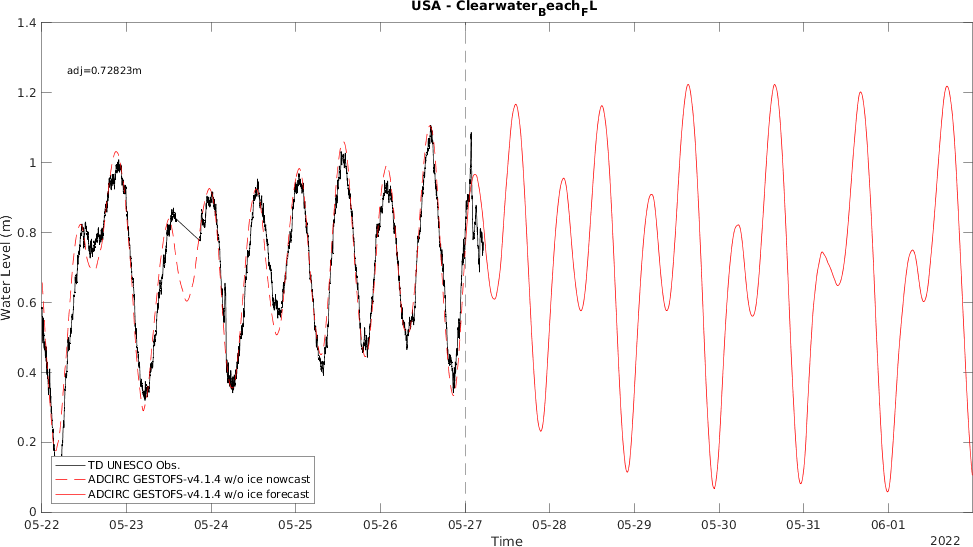 USA - Clearwater_Beach_FL
adj=0.72823m
Water Level (m)
1.4
1.2
1
0.8
0.6
0.4
0.2
0
TD UNESCO Obs.
ADCIRC GESTOFS-v4.1.4 w/o ice nowcast
ADCIRC GESTOFS-v4.1.4 w/o ice forecast
05-22 05-23 05-24 05-25 05-26 05-27 05-28 05-29 05-30 05-31 06-01
Time
2022